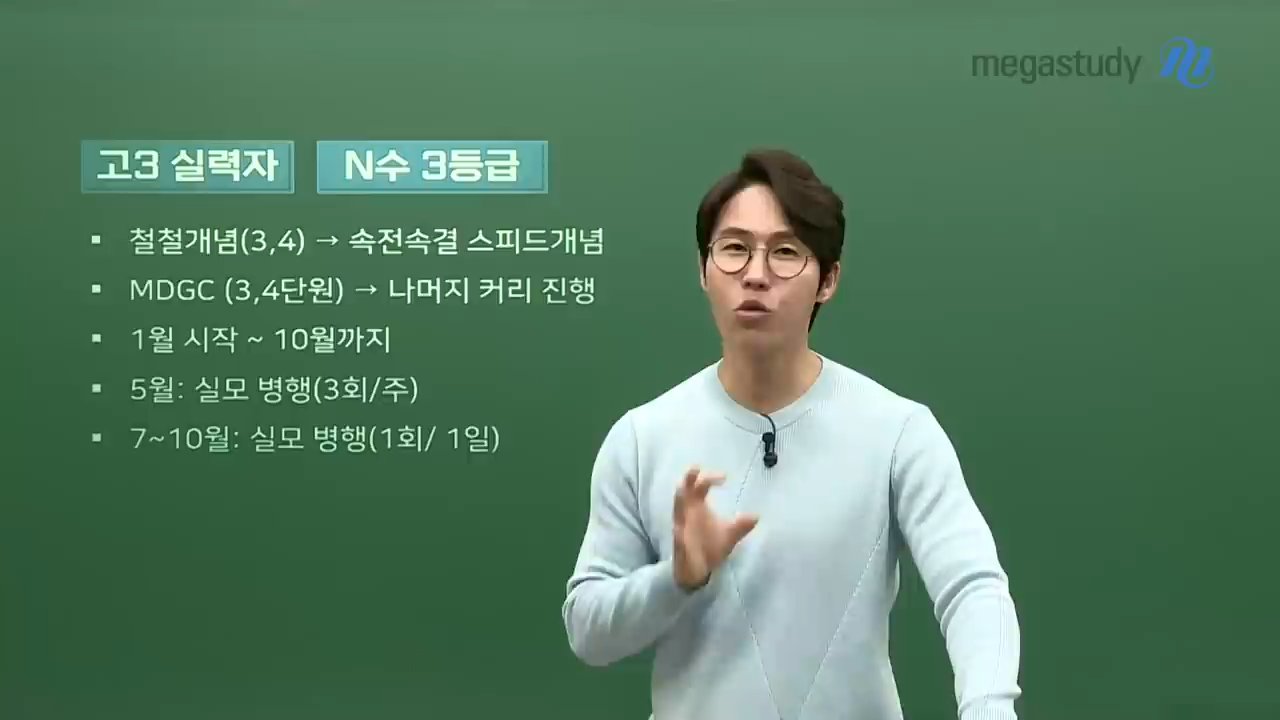 megastudy
고3 실력자 N수 3등급
▪ 철철개념(3,4) → 속전속결 스피드개념
▪ MDGC (3,4단원) → 나머지 커리 진행
▪ 1월 시작 ~ 10월까지
▪ 5월: 실모 병행(3회/주)
▪ 7~10월: 실모 병행(1회/ 1일)